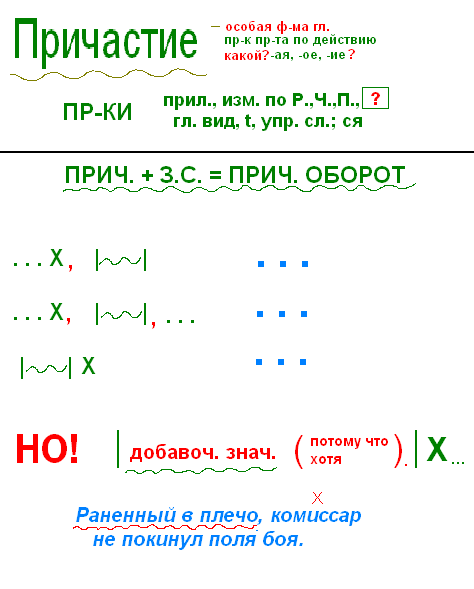 Причастие – особая ф-ма гл.
пр-к пр-та по действию
какой?-ая, -ое, -ие?
ПР-КИ прил., изм. по Р.,Ч.,П., ?
гл. вид, t, упр. сл.; ся
ПРИЧ. + З.С. = ПРИЧ. ОБОРОТ
. . . Х, | | . . .
. . . Х, | |, . . . . . .
| | Х . . .
НО! | добавоч. знач. ( потому что
хотя ). | Х ...
Х
Раненный в плечо, комиссар
не покинул поля боя.